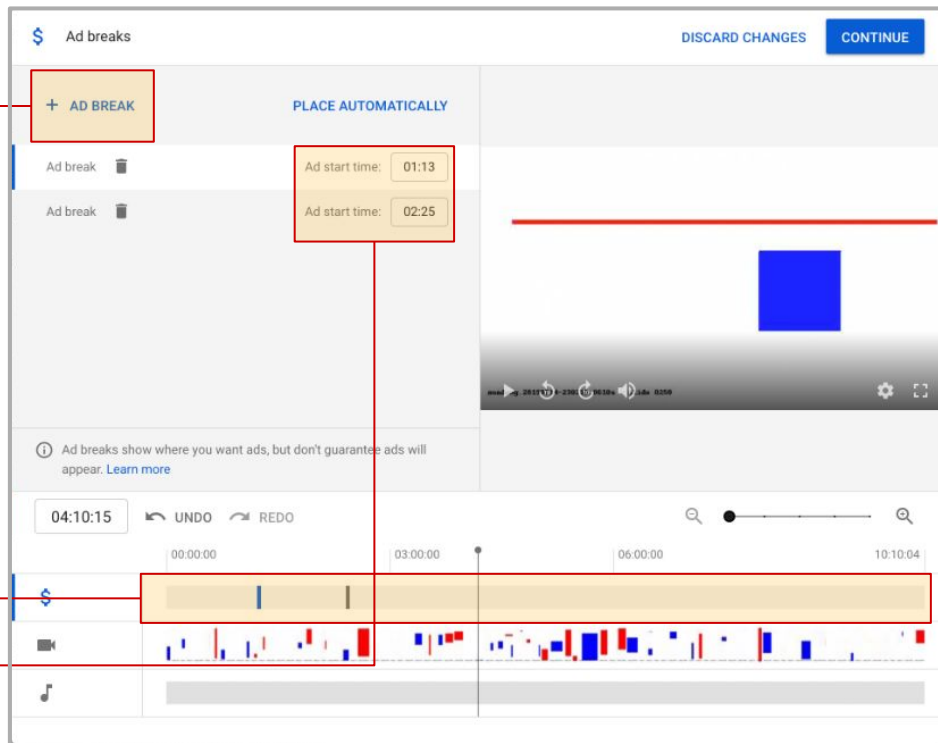 $ Ad breaks
DISCARD CHANGES
CONTINUE
+ AD BREAK
PLACE AUTOMATICALLY
Ad break
Ad start time: 01:13
Ad break
Ad start time: 02:25
Ad breaks show where you want ads, but don't guarantee ads will
appear. Learn more
04:10:15
UNDO
REDO
00:00:00
03:00:00
06:00:00
10:10:04
$